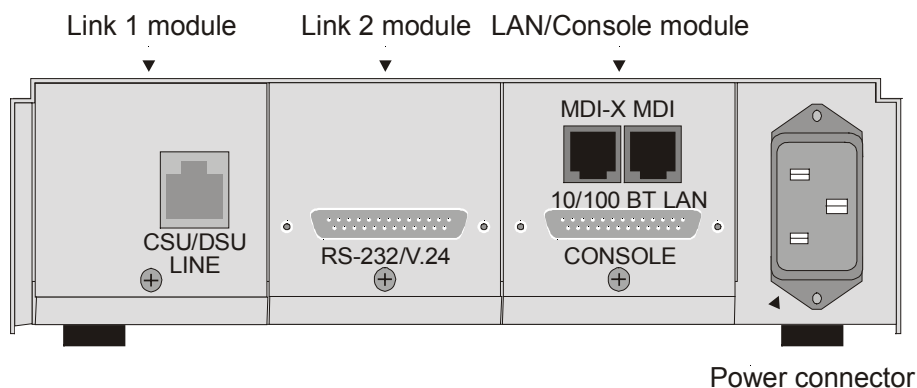 Link 1 module
Link 2 module
LAN/Console module
MDI-X MDI
10/100 BT LAN
CSU/DSU
LINE
RS-232/V.24
CONSOLE
Power connector